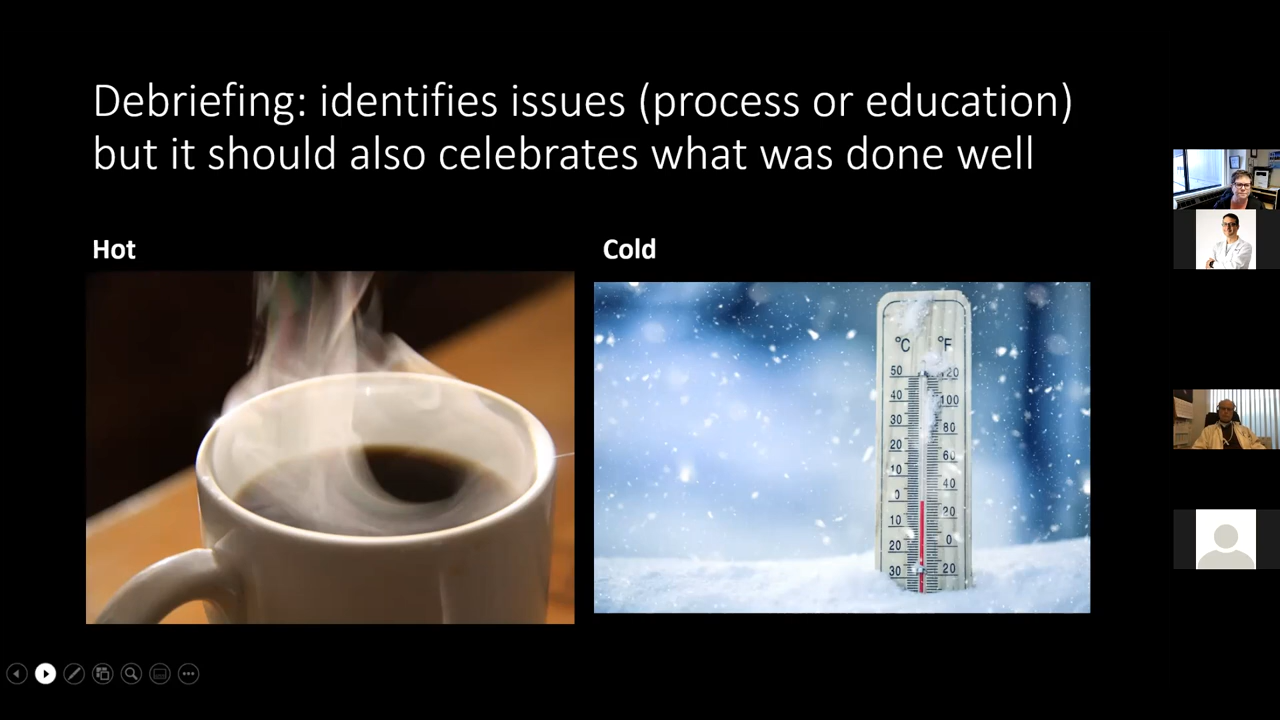 Debriefing: identifies issues (process or education)
but it should also celebrates what was done well
Hot
Cold
°C °F
50 120
40 100
30 80
20 60
10 40
0 20
10 0
20 20
30